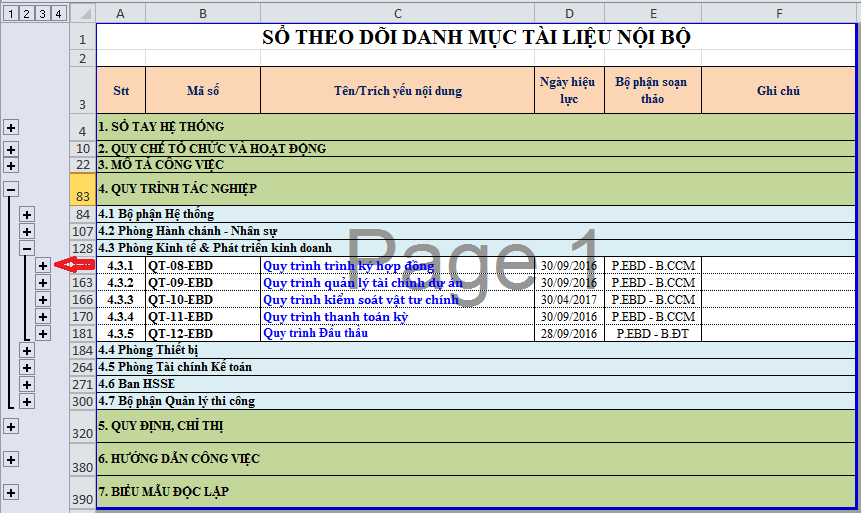 1 2 3 4
A B C D E F
1 SỔ THEO DÕI DANH MỤC TÀI LIỆU NỘI BỘ
2
3 Stt Mã số Tên/Trích yếu nội dung Ngày hiệu lực Bộ phận soạn thảo Ghi chú
4 1. SỔ TAY HỆ THỐNG
10 2. QUY CHẾ TỔ CHỨC VÀ HOẠT ĐỘNG
22 3. MÔ TẢ CÔNG VIỆC
83 4. QUY TRÌNH TÁC NGHIỆP
84 4.1 Bộ phận Hệ thống
107 4.2 Phòng Hành chánh - Nhân sự
128 4.3 Phòng Kinh tế & Phát triển kinh doanh
4.3.1 QT-08-EBD Quy trình trình ký hợp đồng 30/09/2016 P.EBD - B.CCM
163 4.3.2 QT-09-EBD Quy trình quản lý tài chính dự án 30/09/2016 P.EBD - B.CCM
166 4.3.3 QT-10-EBD Quy trình kiểm soát vật tư chính 30/04/2017 P.EBD - B.CCM
170 4.3.4 QT-11-EBD Quy trình thanh toán kỳ 30/09/2016 P.EBD - B.CCM
181 4.3.5 QT-12-EBD Quy trình Đấu thầu 28/09/2016 P.EBD - B.ĐT
184 4.4 Phòng Thiết bị
264 4.5 Phòng Tài chính Kế toán
271 4.6 Ban HSSE
300 4.7 Bộ phận Quản lý thi công
320 5. QUY ĐỊNH, CHỈ THỊ
380 6. HƯỚNG DẪN CÔNG VIỆC
390 7. BIỂU MẪU ĐỘC LẬP
Page 1